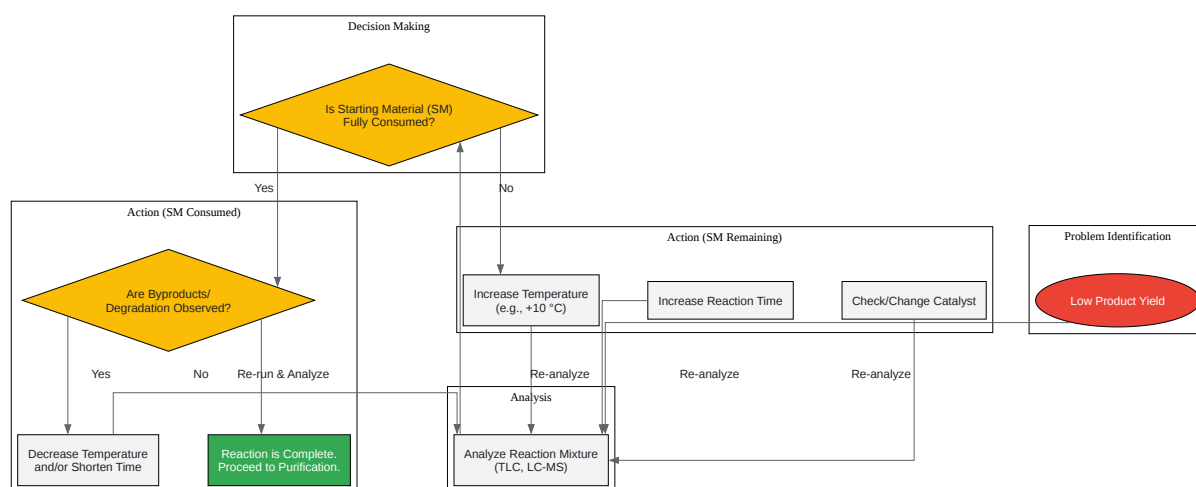 Decision Making
Is Starting Material (SM)
Fully Consumed?
Yes
No
Action (SM Consumed)
Are Byproducts/
Degradation Observed?
Yes
No
Re-run & Analyze
Decrease Temperature
and/or Shorten Time
Reaction is Complete.
Proceed to Purification.
Action (SM Remaining)
Increase Temperature
(e.g., +10 °C)
Increase Reaction Time
Check/Change Catalyst
Re-analyze
Re-analyze
Re-analyze
Problem Identification
Low Product Yield
Analysis
Analyze Reaction Mixture
(TLC, LC-MS)